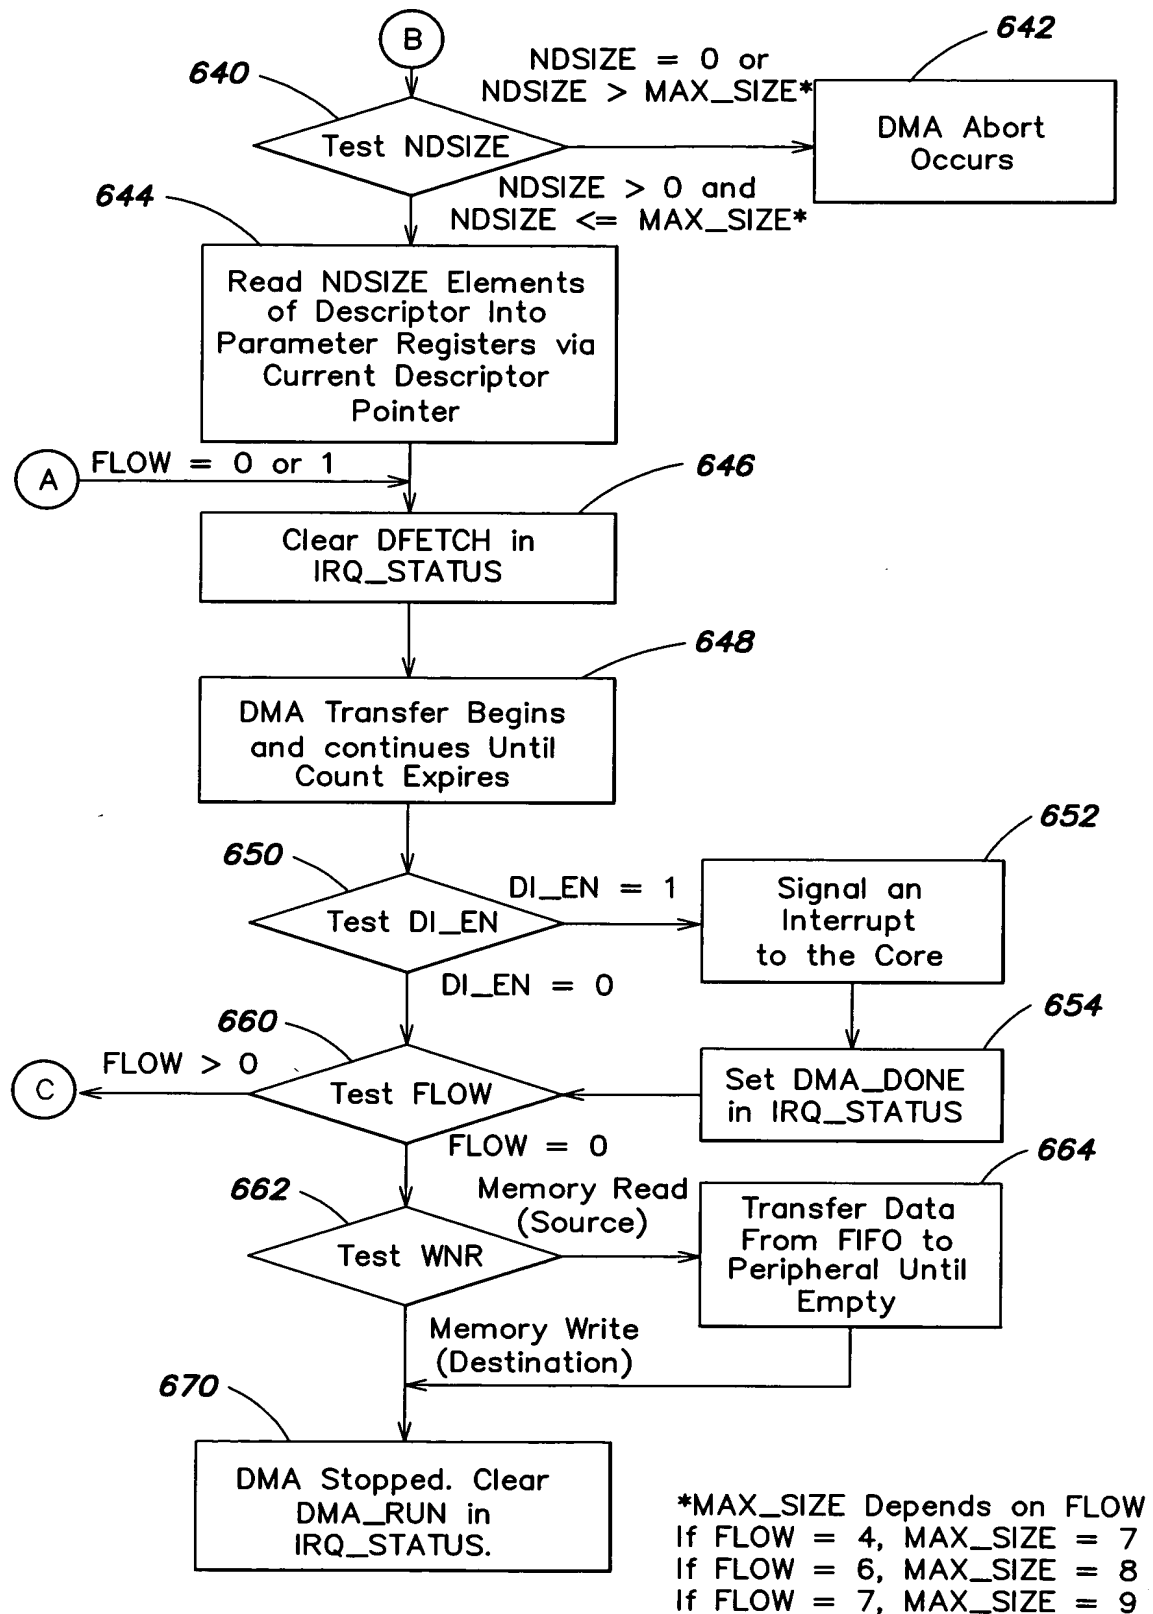 B
642
NDSIZE = 0 or
NDSIZE > MAX_SIZE*
640
Test NDSIZE
DMA Abort
Occurs
NDSIZE > 0 and
NDSIZE <= MAX_SIZE*
644
Read NDSIZE Elements
of Descriptor Into
Parameter Registers via
Current Descriptor
Pointer
A
FLOW = 0 or 1
646
Clear DFETCH in
IRQ_STATUS
648
DMA Transfer Begins
and continues Until
Count Expires
652
650
Test DI_EN
DI_EN = 1
Signal an
Interrupt
to the Core
DI_EN = 0
654
660
FLOW > 0
C
Test FLOW
Set DMA_DONE
in IRQ_STATUS
FLOW = 0
664
662
Memory Read
(Source)
Test WNR
Transfer Data
From FIFO to
Peripheral Until
Empty
Memory Write
(Destination)
670
DMA Stopped. Clear
DMA_RUN in
IRQ_STATUS.
*MAX_SIZE Depends on FLOW
If FLOW = 4, MAX_SIZE = 7
If FLOW = 6, MAX_SIZE = 8
If FLOW = 7, MAX_SIZE = 9